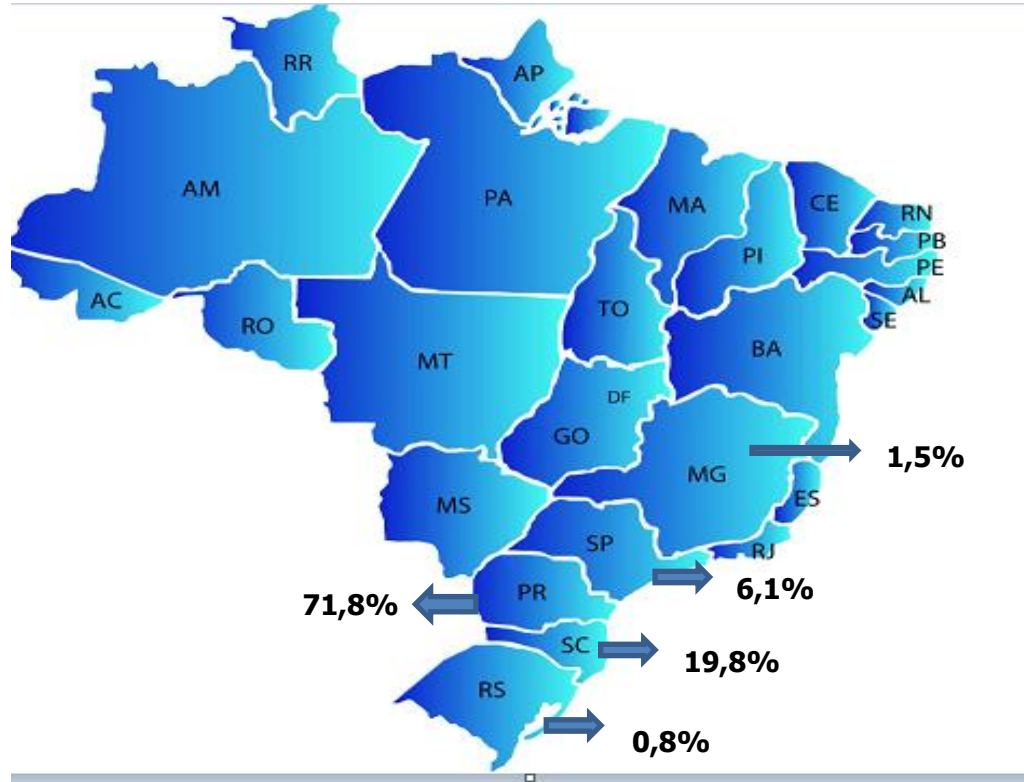 RR
AP
AM
PA
MA
CE
RN
PB
PI
PE
AL
AC
TO
SE
RO
BA
MT
DF
GO
1,5%
MG
MS
ES
SP
RJ
6,1%
PR
71,8%
SC
19,8%
RS
0,8%